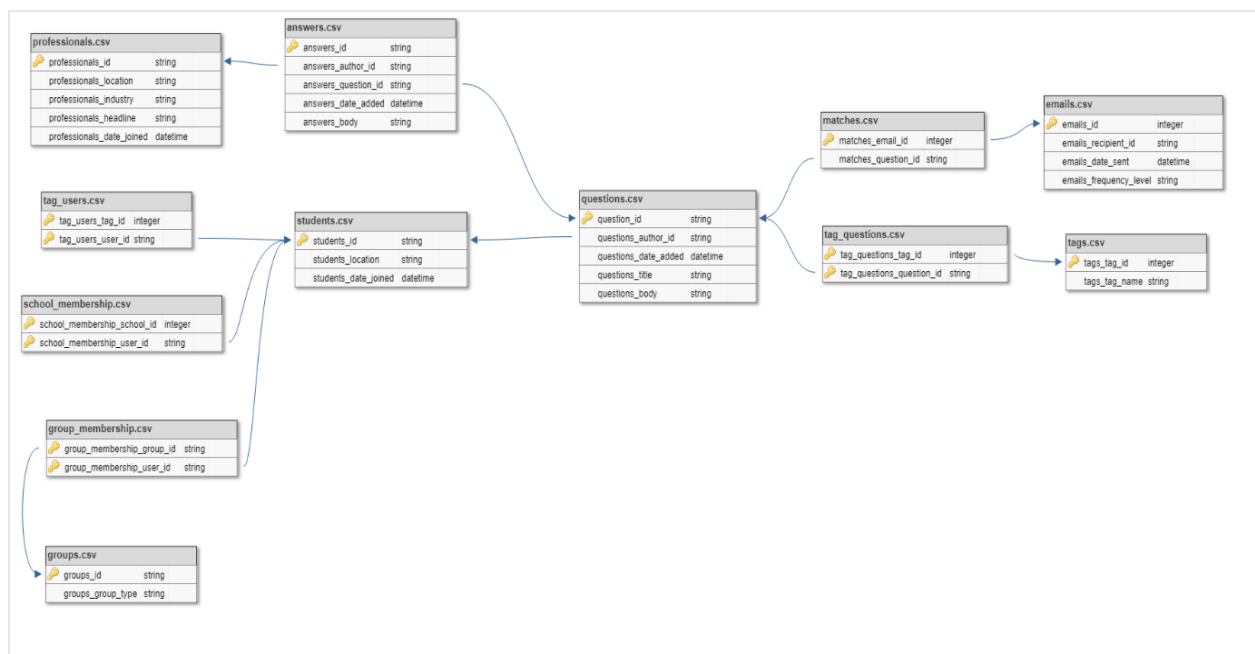 professionals.csv
professionals_id string
professionals_location string
professionals_industry string
professionals_headline string
professionals_date_joined datetime
answers.csv
answers_id string
answers_author_id string
answers_question_id string
answers_date_added datetime
answers_body string
tag_users.csv
tag_users_tag_id integer
tag_users_user_id string
students.csv
students_id string
students_location string
students_date_joined datetime
school_membership.csv
school_membership_school_id integer
school_membership_user_id string
group_membership.csv
group_membership_group_id string
group_membership_user_id string
groups.csv
groups_id string
groups_group_type string
questions.csv
question_id string
questions_author_id string
questions_date_added datetime
questions_title string
questions_body string
matches.csv
matches_email_id integer
matches_question_id string
emails.csv
emails_id integer
emails_recipient_id string
emails_date_sent datetime
emails_frequency_level string
tag_questions.csv
tag_questions_tag_id integer
tag_questions_question_id string
tags.csv
tags_tag_id integer
tags_tag_name string